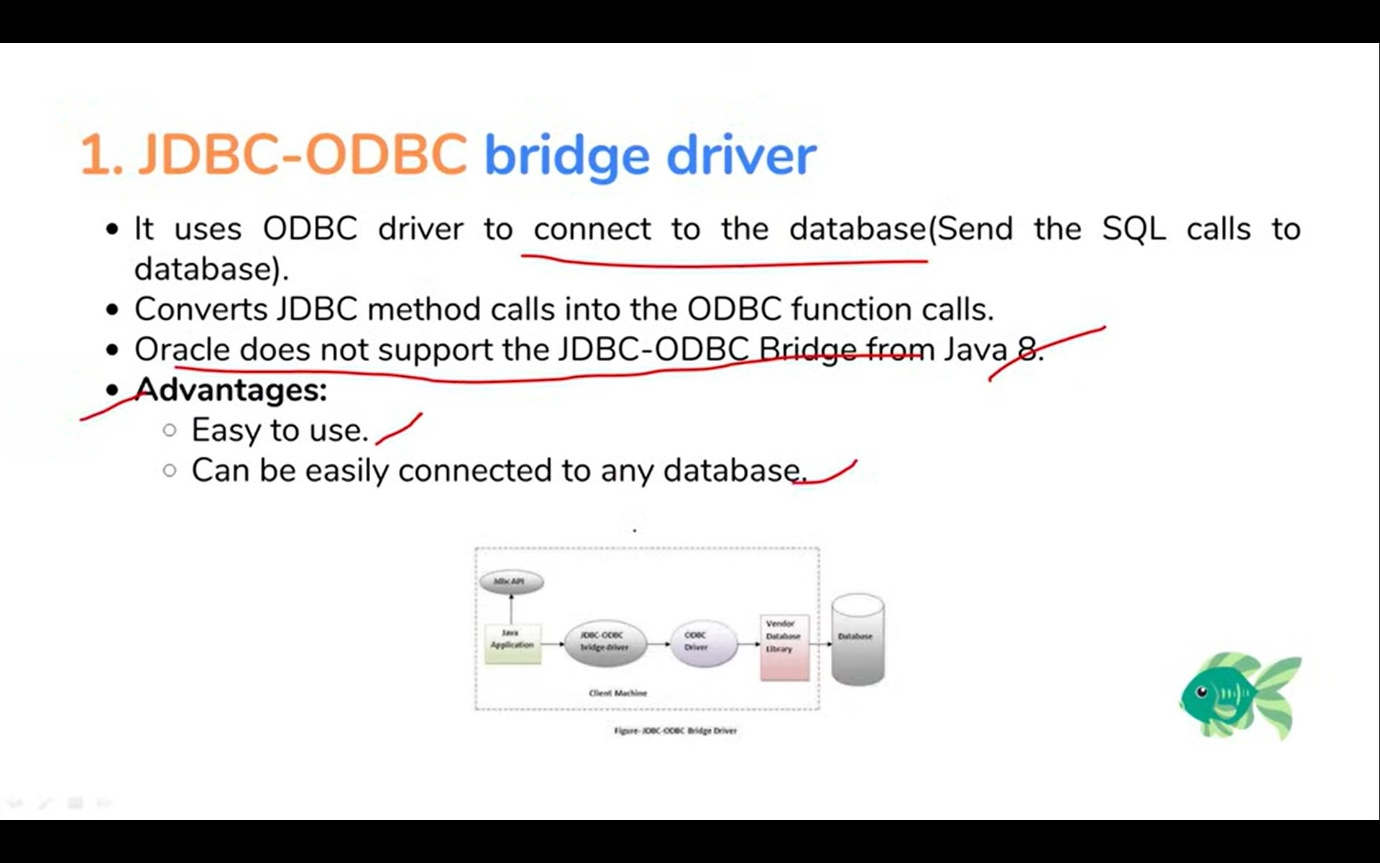 1. JDBC-ODBC bridge driver
• It uses ODBC driver to connect to the database(Send the SQL calls to
database).
• Converts JDBC method calls into the ODBC function calls.
• Oracle does not support the JDBC-ODBC Bridge from Java 8.
• Advantages:
○ Easy to use.
○ Can be easily connected to any database.
Jdbc API
Java
Application
JDBC-ODBC
bridge driver
ODBC
Driver
Vendor
Database
Library
Database
Client Machine
Figure- JDBC-ODBC Bridge Driver